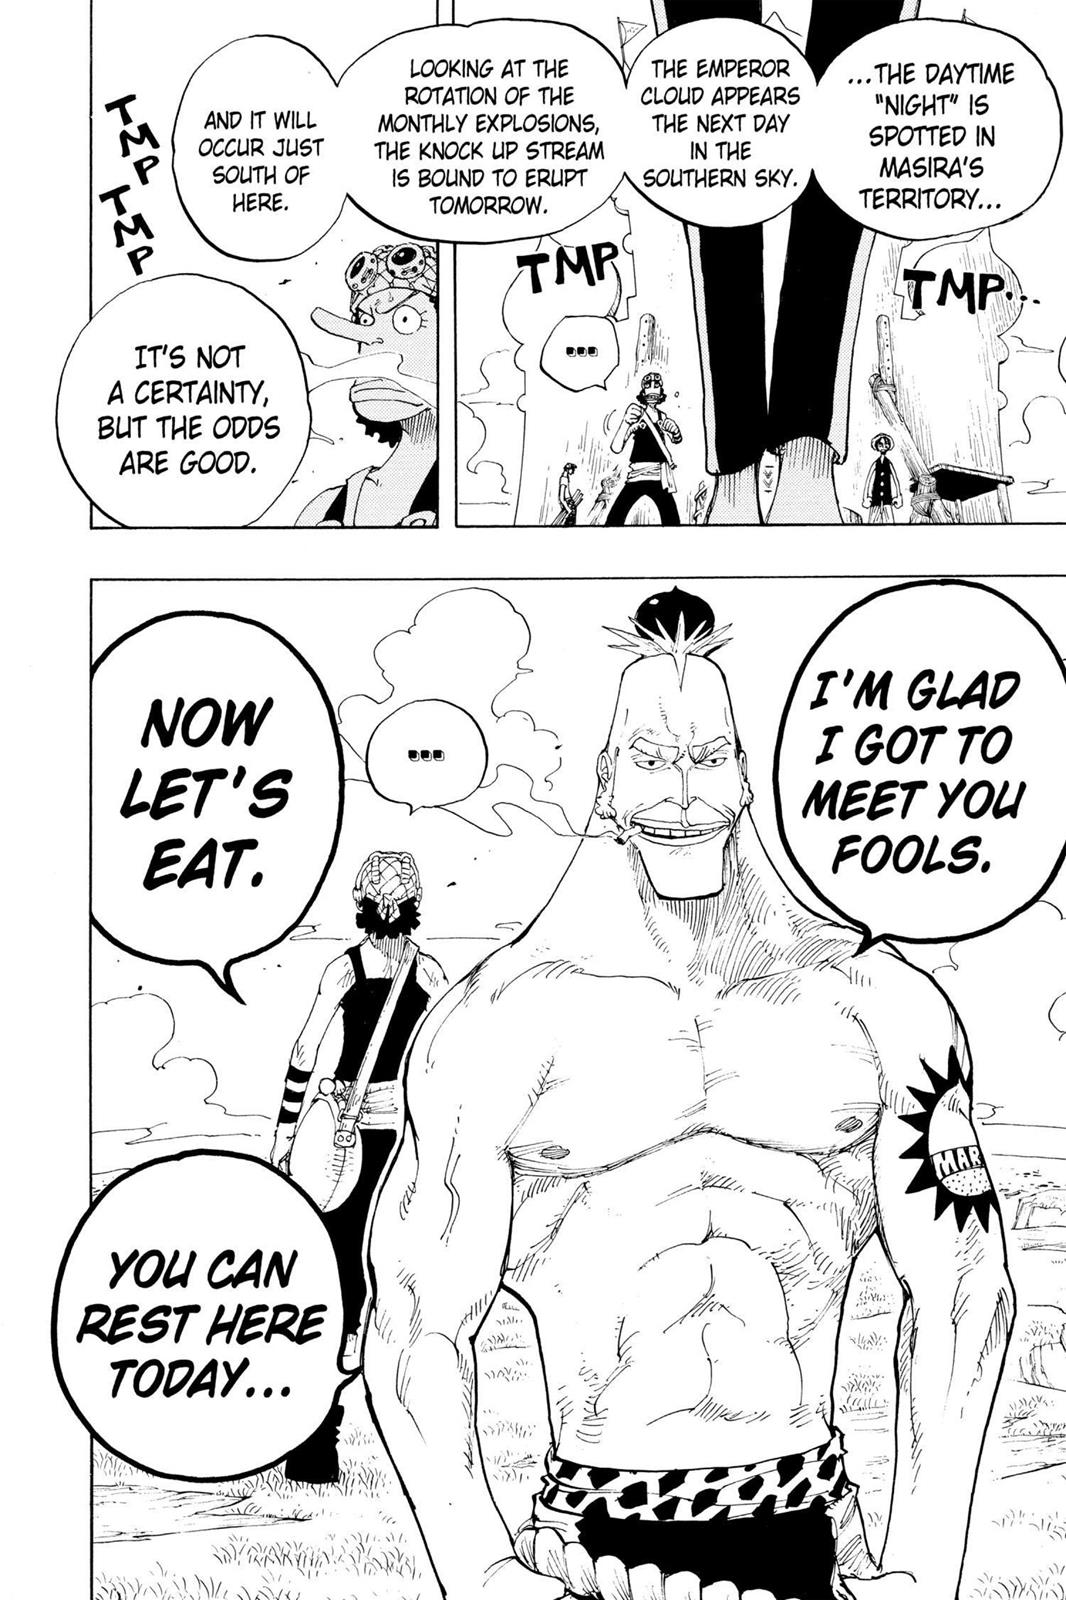 ...THE DAYTIME
"NIGHT" IS
SPOTTED IN
MASIRA'S
TERRITORY...
THE EMPEROR
CLOUD APPEARS
THE NEXT DAY
IN THE
SOUTHERN SKY.
LOOKING AT THE
ROTATION OF THE
MONTHLY EXPLOSIONS,
THE KNOCK UP STREAM
IS BOUND TO ERUPT
TOMORROW.
TMP...
...
TMP
AND IT WILL
OCCUR JUST
SOUTH OF
HERE.
TMP
TMP
IT'S NOT
A CERTAINTY,
BUT THE ODDS
ARE GOOD.
I'M GLAD
I GOT TO
MEET YOU
FOOLS.
...
NOW
LET'S
EAT.
MAR
YOU CAN
REST HERE
TODAY...